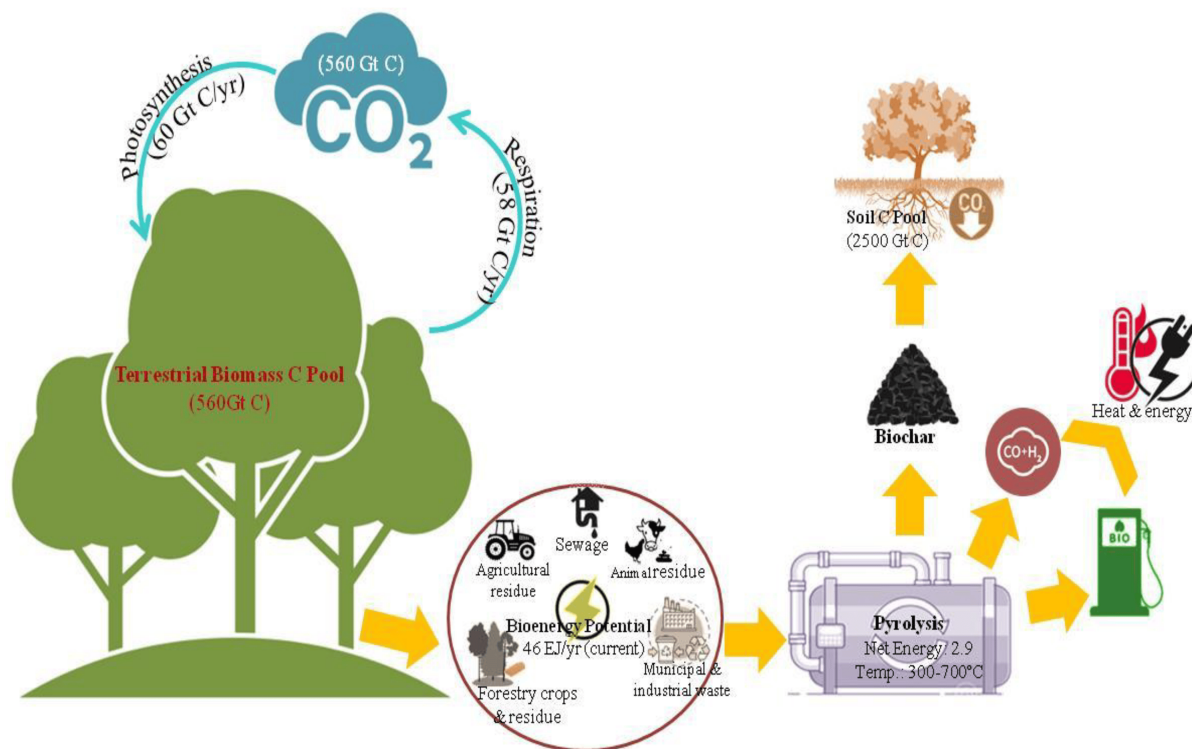 Photosynthesis
(60 Gt C/yr)
(560 Gt C)
CO2
Respiration
(58 Gt C/yr)
Terrestrial Biomass C Pool
(560Gt C)
Sewage
Agricultural
residue
Animal residue
Bioenergy Potential
46 EJ/yr (current)
Forestry crops
& residue
Municipal &
industrial waste
Pyrolysis
Net Energy: 2.9
Temp.: 300-700°C
Biochar
CO2
Soil C Pool
(2500 Gt C)
CO+H2
Heat & energy
BIO